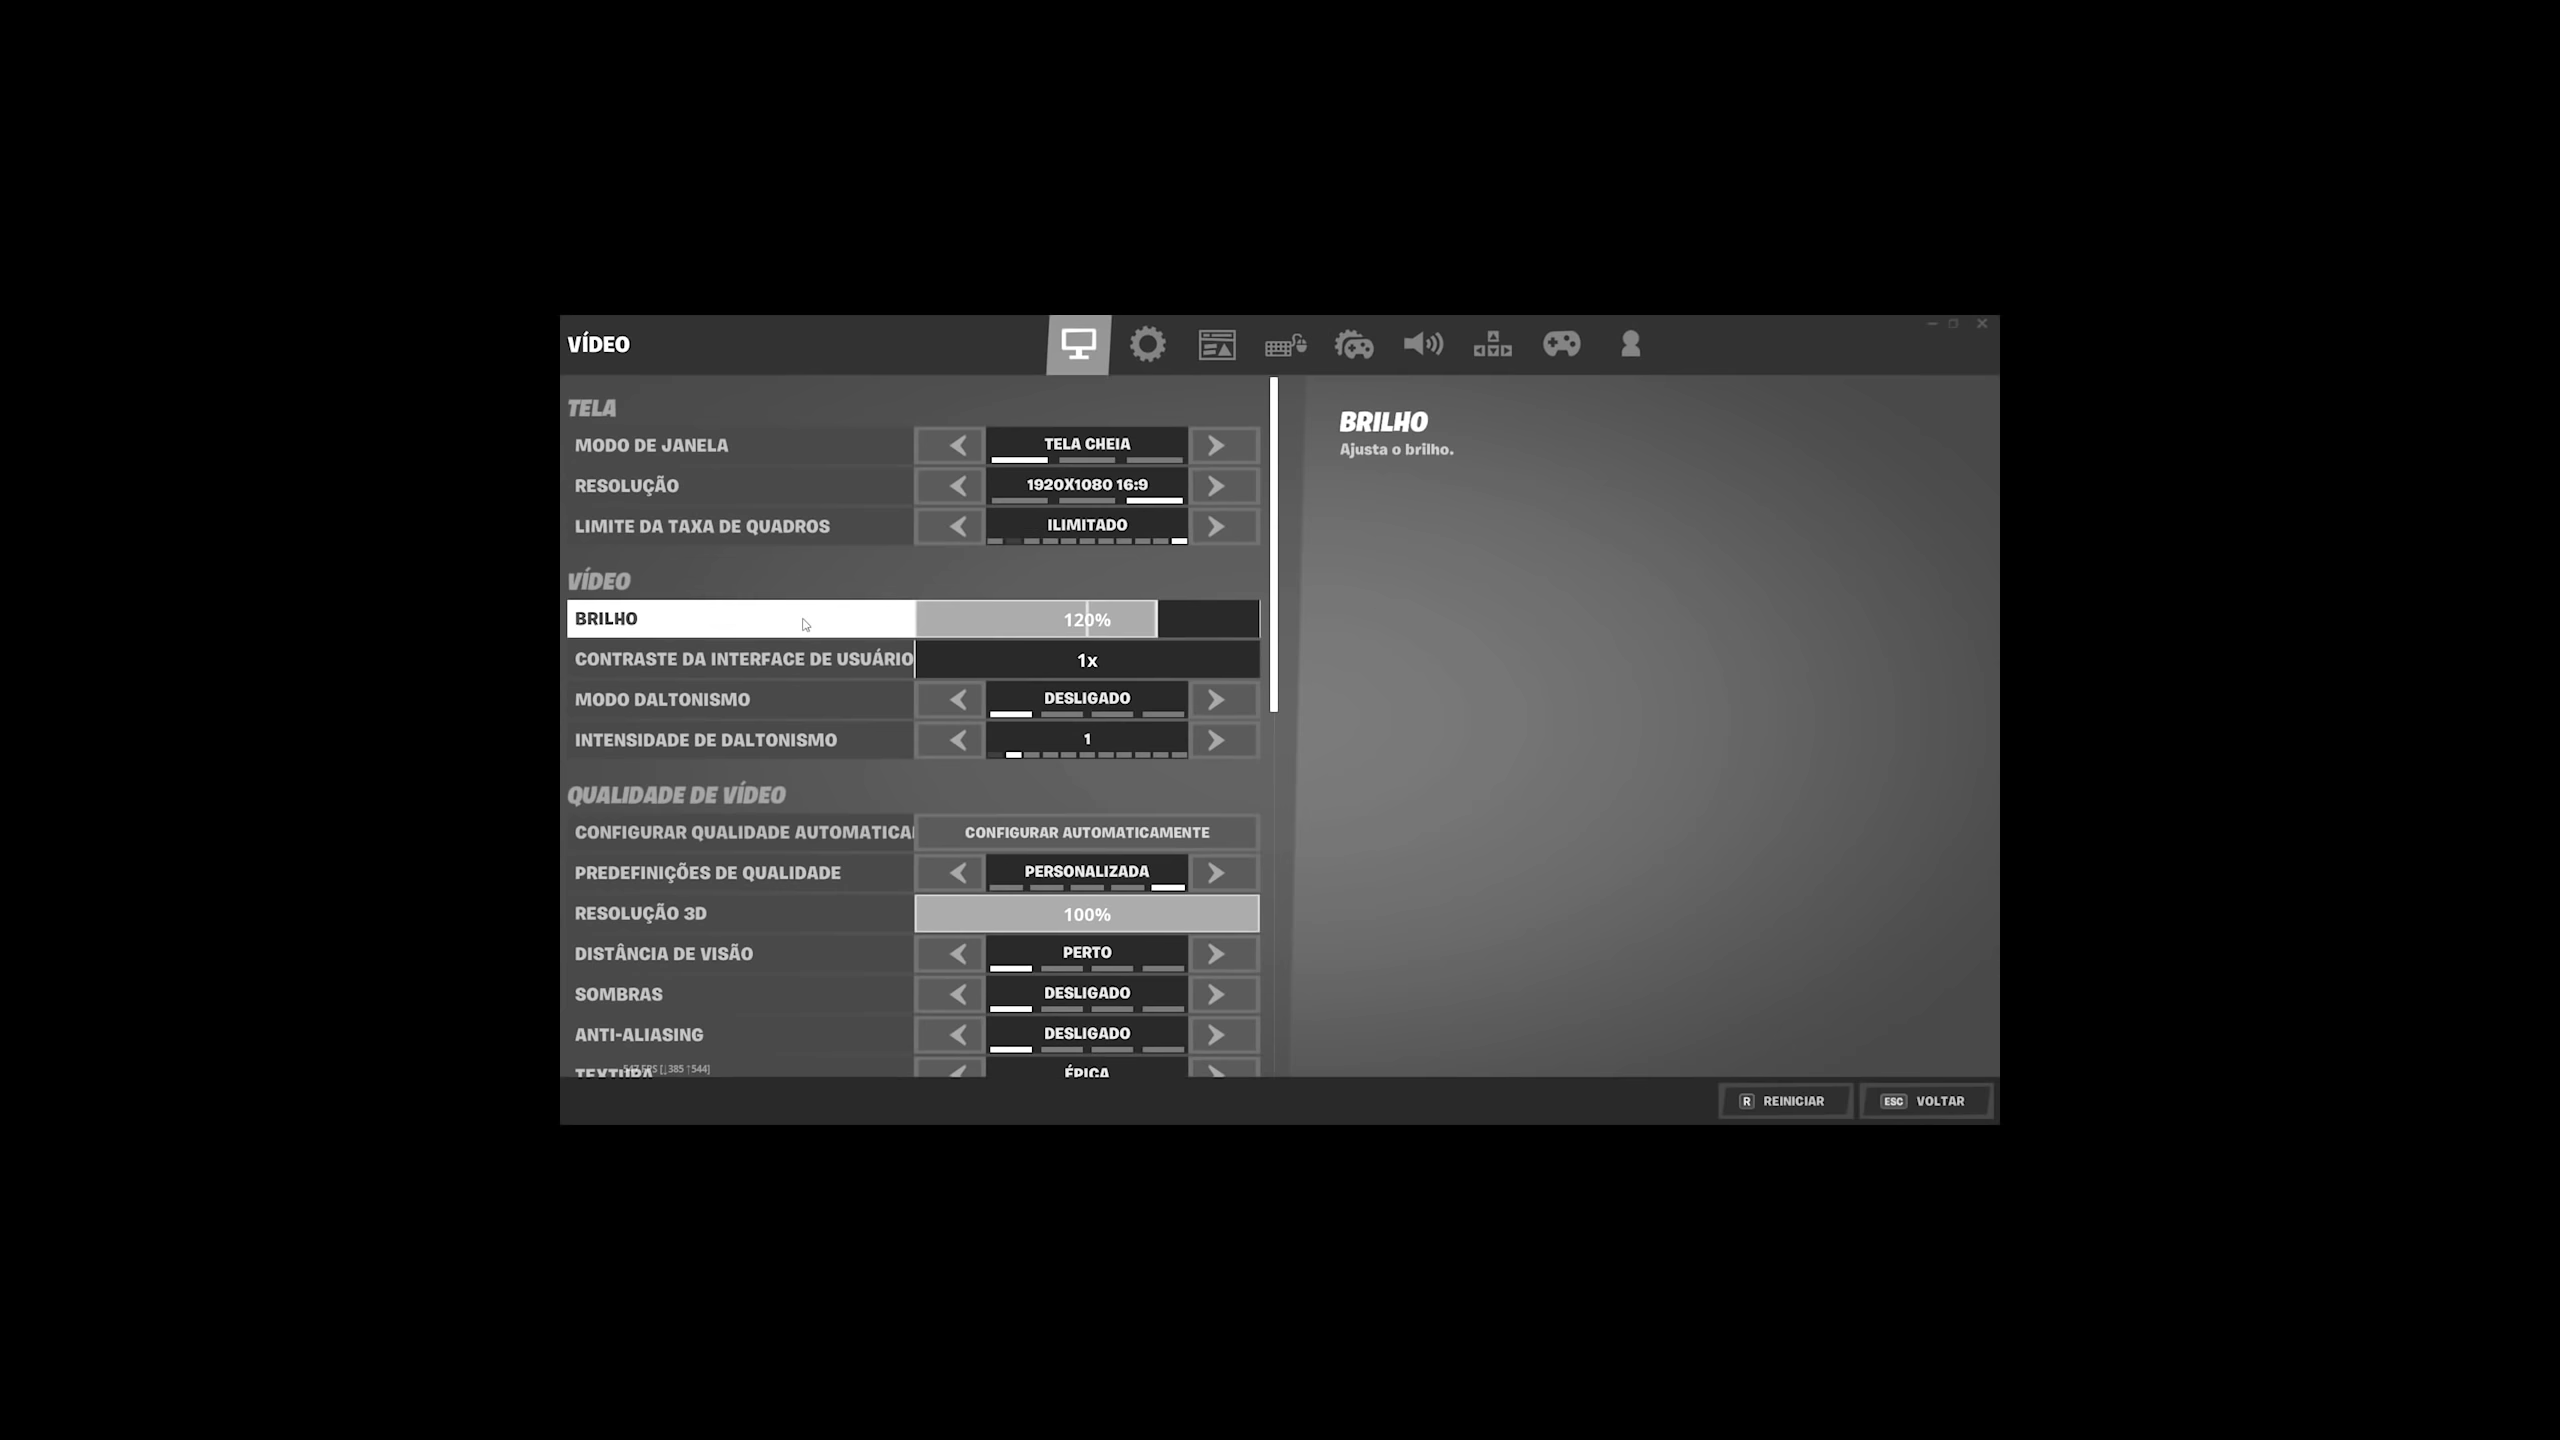 VÍDEO
TELA
MODO DE JANELA
TELA CHEIA
RESOLUÇÃO
1920X1080 16:9
LIMITE DA TAXA DE QUADROS
ILIMITADO
VÍDEO
BRILHO
120%
CONTRASTE DA INTERFACE DE USUÁRIO
1x
MODO DALTONISMO
DESLIGADO
INTENSIDADE DE DALTONISMO
1
QUALIDADE DE VÍDEO
CONFIGURAR QUALIDADE AUTOMATICA
CONFIGURAR AUTOMATICAMENTE
PREDEFINIÇÕES DE QUALIDADE
PERSONALIZADA
RESOLUÇÃO 3D
100%
DISTÂNCIA DE VISÃO
PERTO
SOMBRAS
DESLIGADO
ANTI-ALIASING
DESLIGADO
TEXTURA
[↓385 ↑544]
ÉPICA
BRILHO
Ajusta o brilho.
R REINICIAR
ESC VOLTAR